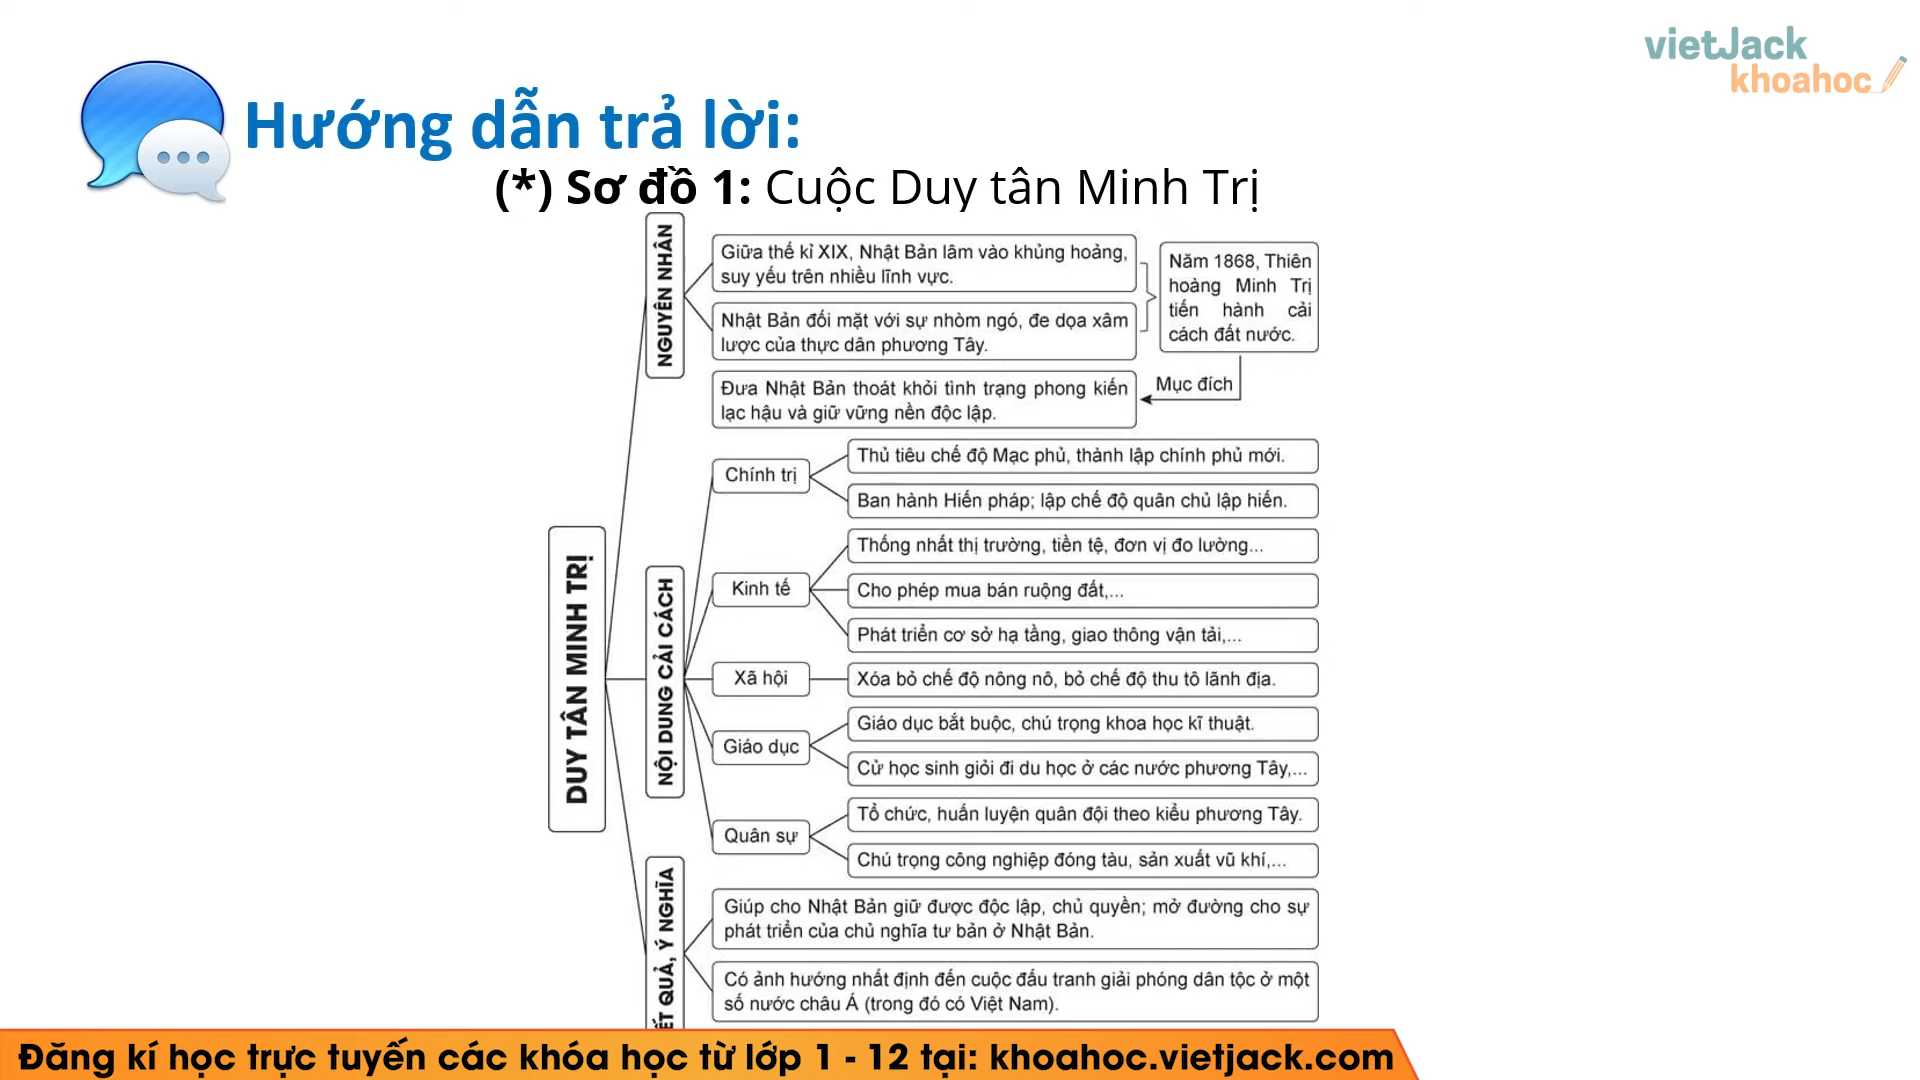 vietJack
khoahoc
Hướng dẫn trả lời:
(*) Sơ đồ 1: Cuộc Duy tân Minh Trị
DUY TÂN MINH TRỊ
NGUYÊN NHÂN
Giữa thế kỉ XIX, Nhật Bản lâm vào khủng hoảng,
suy yếu trên nhiều lĩnh vực.
Nhật Bản đối mặt với sự nhòm ngó, đe dọa xâm
lược của thực dân phương Tây.
Năm 1868, Thiên
hoàng Minh Trị
tiến hành cải
cách đất nước.
Mục đích
Đưa Nhật Bản thoát khỏi tình trạng phong kiến
lạc hậu và giữ vững nền độc lập.
NỘI DUNG CẢI CÁCH
Chính trị
Thủ tiêu chế độ Mạc phủ, thành lập chính phủ mới.
Ban hành Hiến pháp; lập chế độ quân chủ lập hiến.
Kinh tế
Thống nhất thị trường, tiền tệ, đơn vị đo lường...
Cho phép mua bán ruộng đất,...
Phát triển cơ sở hạ tầng, giao thông vận tải,...
Xã hội
Xóa bỏ chế độ nông nô, bỏ chế độ thu tô lãnh địa.
Giáo dục
Giáo dục bắt buộc, chú trọng khoa học kĩ thuật.
Cử học sinh giỏi đi du học ở các nước phương Tây,...
Quân sự
Tổ chức, huấn luyện quân đội theo kiểu phương Tây.
Chú trọng công nghiệp đóng tàu, sản xuất vũ khí,...
ẾT QUẢ, Ý NGHĨA
Giúp cho Nhật Bản giữ được độc lập, chủ quyền; mở đường cho sự
phát triển của chủ nghĩa tư bản ở Nhật Bản.
Có ảnh hướng nhất định đến cuộc đấu tranh giải phóng dân tộc ở một
số nước châu Á (trong đó có Việt Nam).
Đăng kí học trực tuyến các khóa học từ lớp 1 - 12 tại: khoahoc.vietjack.com